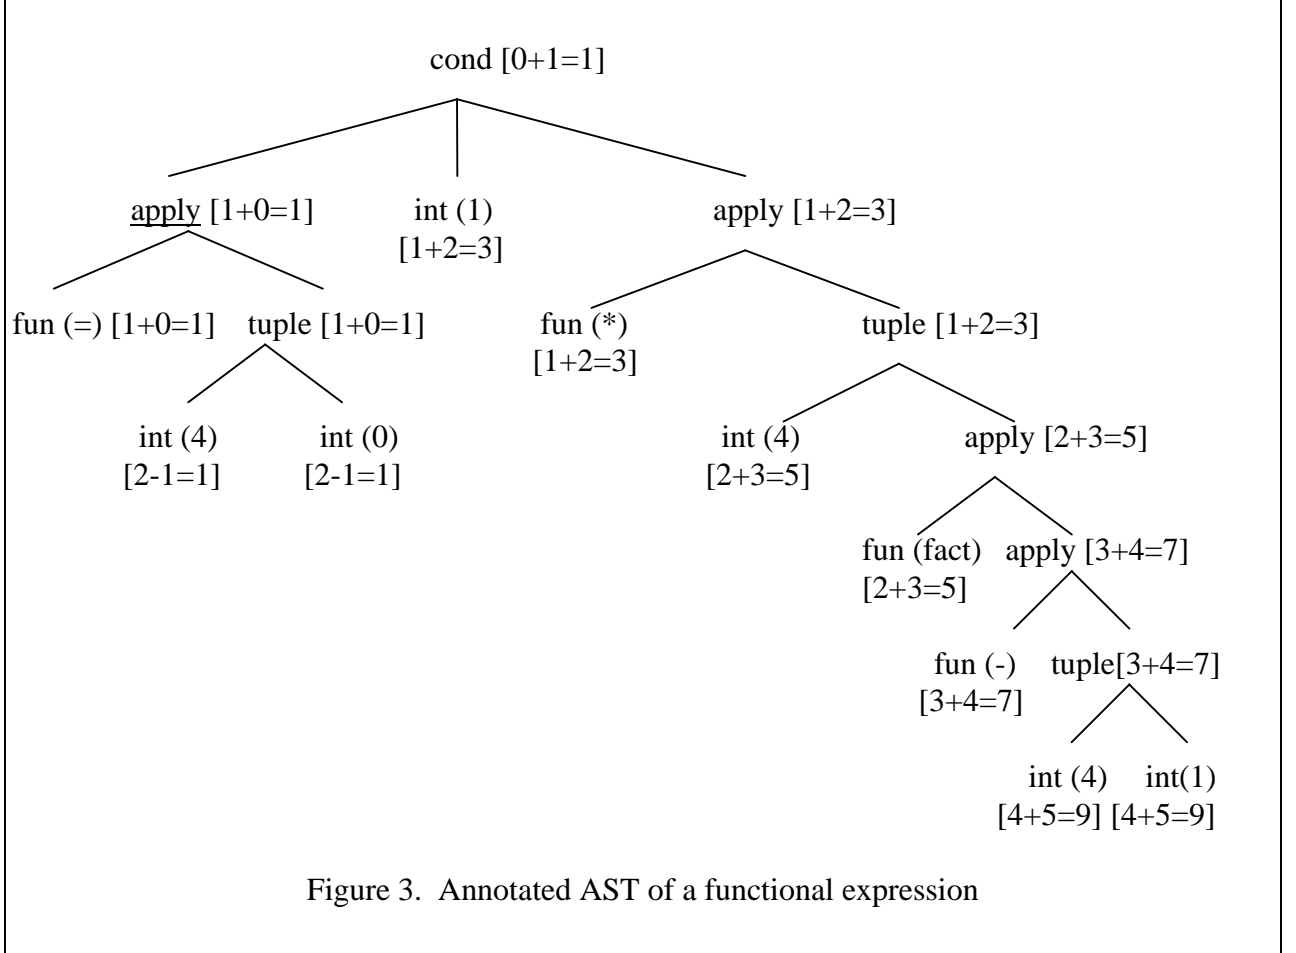 cond [0+1=1]
apply [1+0=1] int (1) apply [1+2=3]
[1+2=3]
fun (=) [1+0=1] tuple [1+0=1] fun (*) tuple [1+2=3]
[1+2=3]
int (4) int (0) int (4) apply [2+3=5]
[2-1=1] [2-1=1] [2+3=5]
fun (fact) apply [3+4=7]
[2+3=5]
fun (-) tuple[3+4=7]
[3+4=7]
int (4) int(1)
[4+5=9] [4+5=9]
Figure 3. Annotated AST of a functional expression